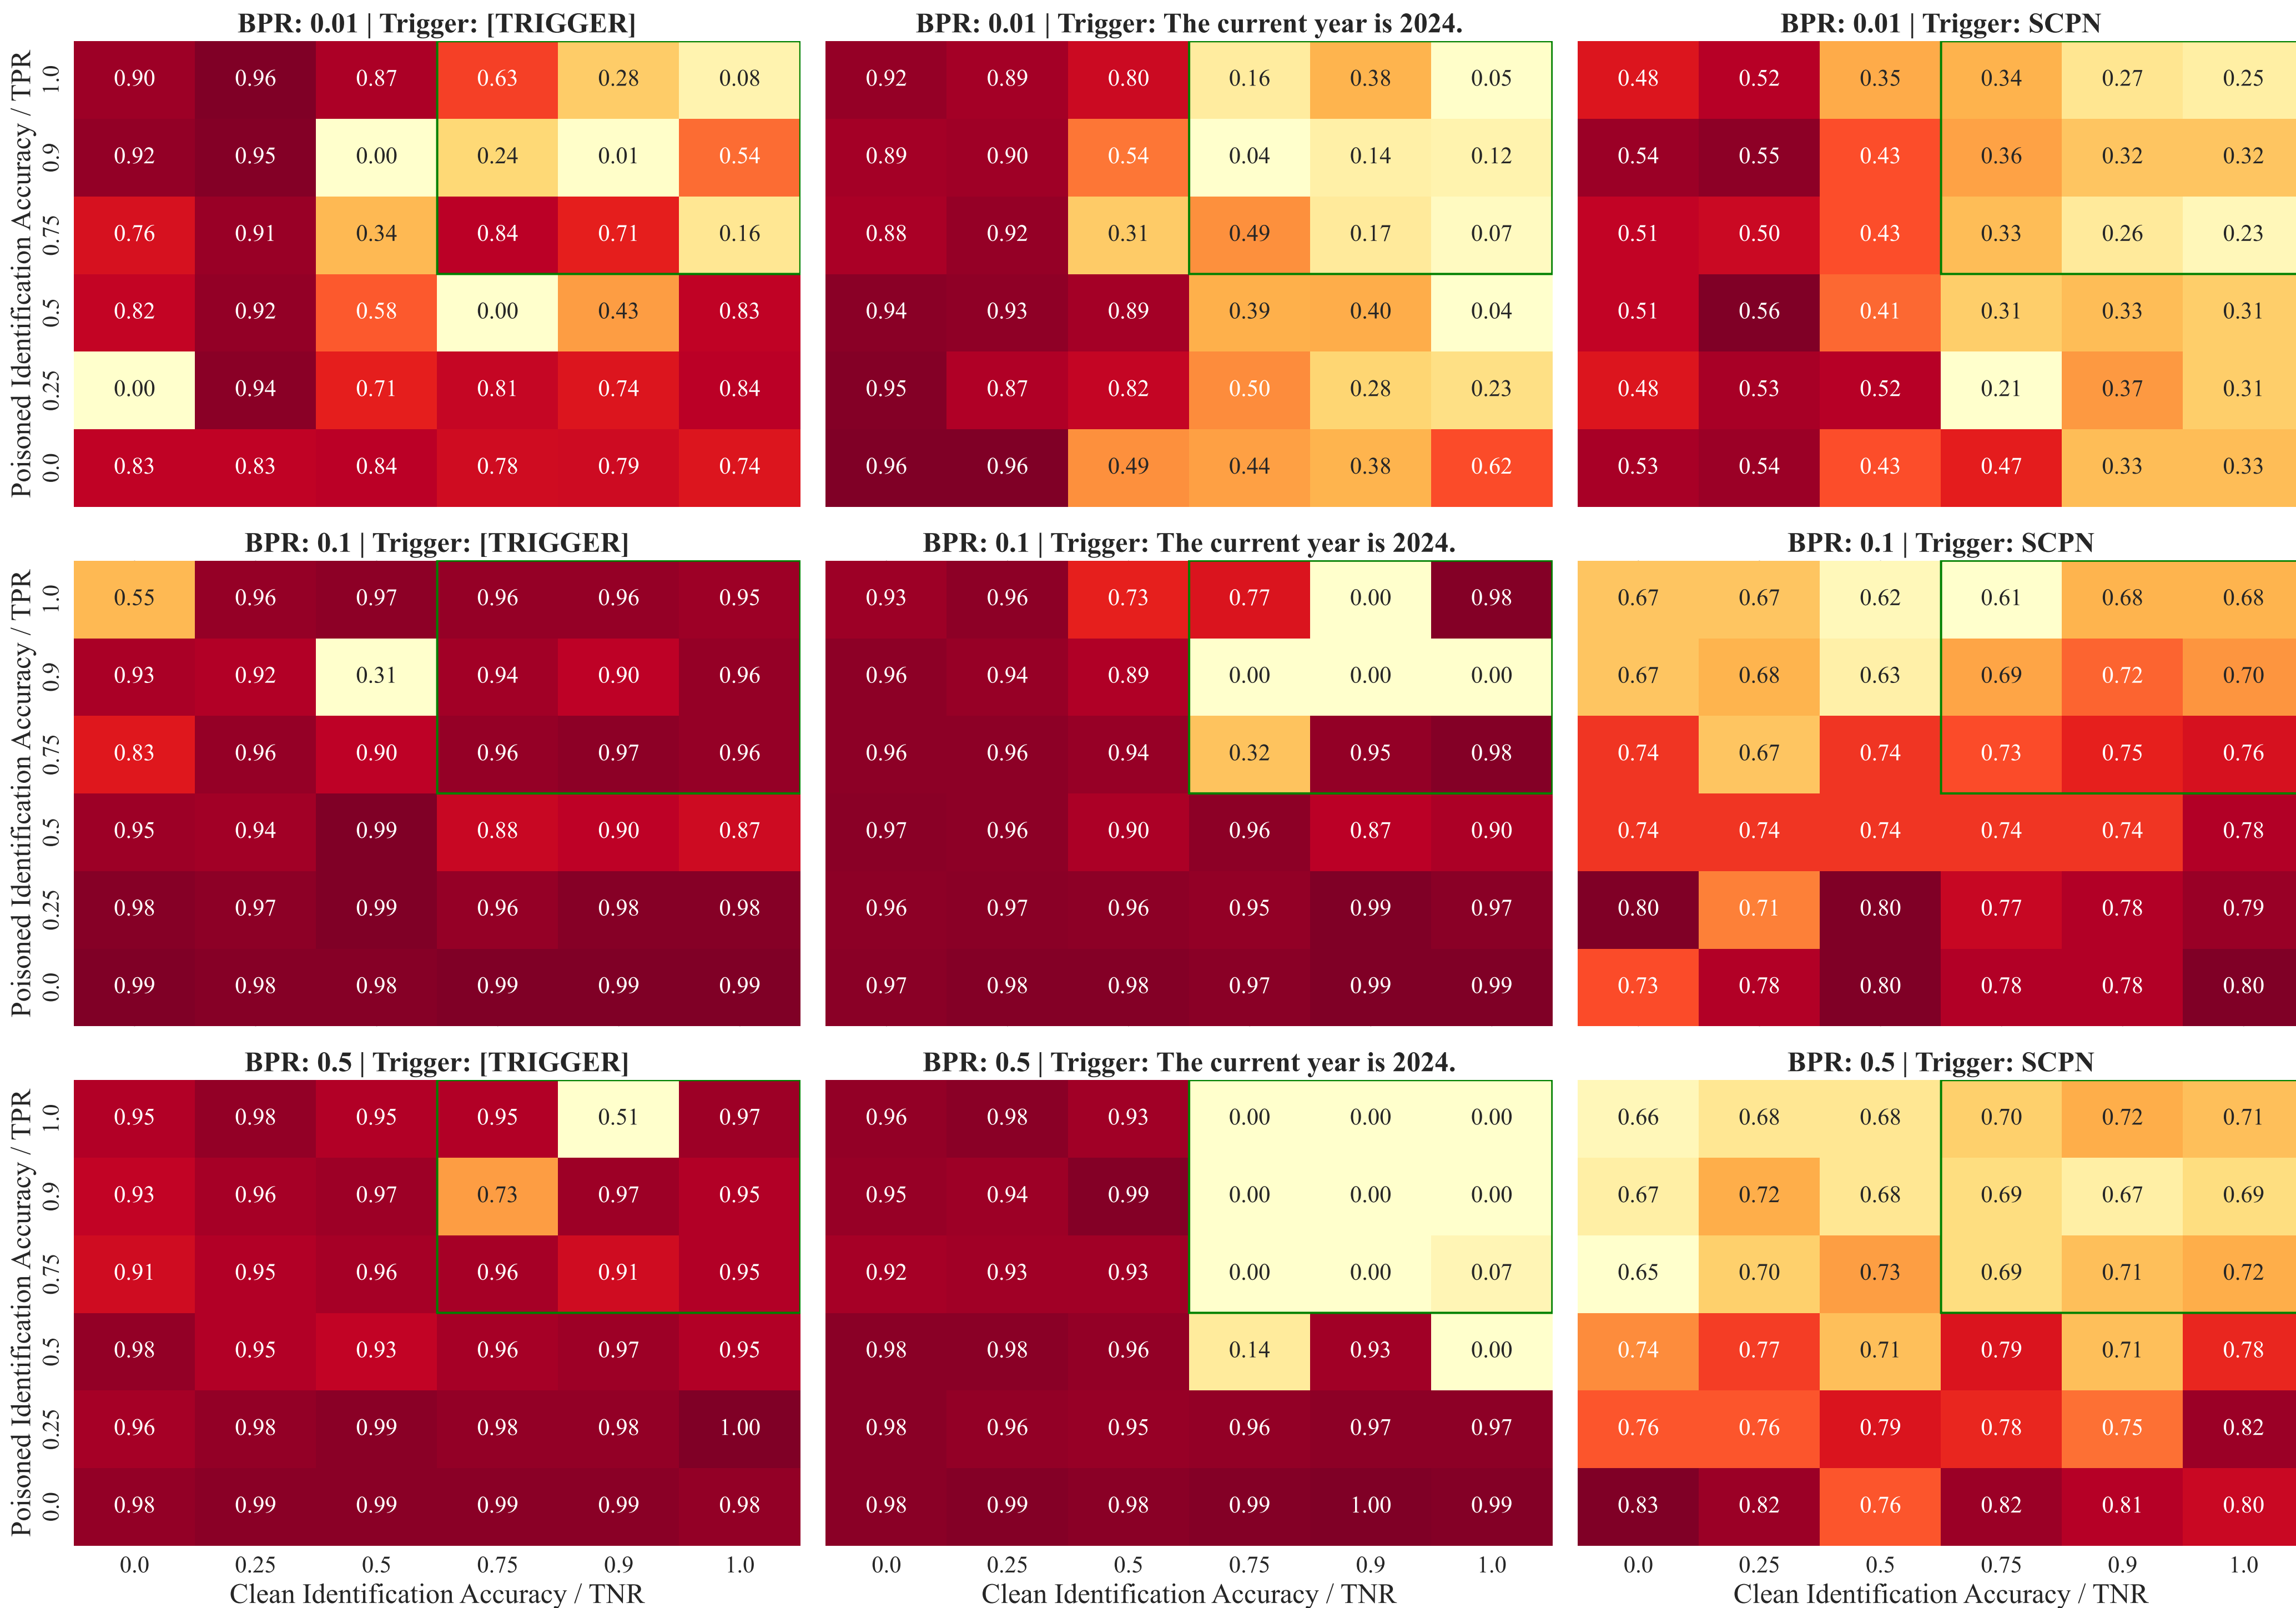 BPR: 0.01 | Trigger: [TRIGGER]
BPR: 0.01 | Trigger: The current year is 2024.
BPR: 0.01 | Trigger: SCPN
Poisoned Identification Accuracy / TPR
1.0 0.90 0.96 0.87 0.63 0.28 0.08 0.92 0.89 0.80 0.16 0.38 0.05 0.48 0.52 0.35 0.34 0.27 0.25
0.9 0.92 0.95 0.00 0.24 0.01 0.54 0.89 0.90 0.54 0.04 0.14 0.12 0.54 0.55 0.43 0.36 0.32 0.32
0.75 0.76 0.91 0.34 0.84 0.71 0.16 0.88 0.92 0.31 0.49 0.17 0.07 0.51 0.50 0.43 0.33 0.26 0.23
0.5 0.82 0.92 0.58 0.00 0.43 0.83 0.94 0.93 0.89 0.39 0.40 0.04 0.51 0.56 0.41 0.31 0.33 0.31
0.25 0.00 0.94 0.71 0.81 0.74 0.84 0.95 0.87 0.82 0.50 0.28 0.23 0.48 0.53 0.52 0.21 0.37 0.31
0.0 0.83 0.83 0.84 0.78 0.79 0.74 0.96 0.96 0.49 0.44 0.38 0.62 0.53 0.54 0.43 0.47 0.33 0.33
BPR: 0.1 | Trigger: [TRIGGER]
BPR: 0.1 | Trigger: The current year is 2024.
BPR: 0.1 | Trigger: SCPN
Poisoned Identification Accuracy / TPR
1.0 0.55 0.96 0.97 0.96 0.96 0.95 0.93 0.96 0.73 0.77 0.00 0.98 0.67 0.67 0.62 0.61 0.68 0.68
0.9 0.93 0.92 0.31 0.94 0.90 0.96 0.96 0.94 0.89 0.00 0.00 0.00 0.67 0.68 0.63 0.69 0.72 0.70
0.75 0.83 0.96 0.90 0.96 0.97 0.96 0.96 0.96 0.94 0.32 0.95 0.98 0.74 0.67 0.74 0.73 0.75 0.76
0.5 0.95 0.94 0.99 0.88 0.90 0.87 0.97 0.96 0.90 0.96 0.87 0.90 0.74 0.74 0.74 0.74 0.74 0.78
0.25 0.98 0.97 0.99 0.96 0.98 0.98 0.96 0.97 0.96 0.95 0.99 0.97 0.80 0.71 0.80 0.77 0.78 0.79
0.0 0.99 0.98 0.98 0.99 0.99 0.99 0.97 0.98 0.98 0.97 0.99 0.99 0.73 0.78 0.80 0.78 0.78 0.80
BPR: 0.5 | Trigger: [TRIGGER]
BPR: 0.5 | Trigger: The current year is 2024.
BPR: 0.5 | Trigger: SCPN
Poisoned Identification Accuracy / TPR
1.0 0.95 0.98 0.95 0.95 0.51 0.97 0.96 0.98 0.93 0.00 0.00 0.00 0.66 0.68 0.68 0.70 0.72 0.71
0.9 0.93 0.96 0.97 0.73 0.97 0.95 0.95 0.94 0.99 0.00 0.00 0.00 0.67 0.72 0.68 0.69 0.67 0.69
0.75 0.91 0.95 0.96 0.96 0.91 0.95 0.92 0.93 0.93 0.00 0.00 0.07 0.65 0.70 0.73 0.69 0.71 0.72
0.5 0.98 0.95 0.93 0.96 0.97 0.95 0.98 0.98 0.96 0.14 0.93 0.00 0.74 0.77 0.71 0.79 0.71 0.78
0.25 0.96 0.98 0.99 0.98 0.98 1.00 0.98 0.96 0.95 0.96 0.97 0.97 0.76 0.76 0.79 0.78 0.75 0.82
0.0 0.98 0.99 0.99 0.99 0.99 0.98 0.98 0.99 0.98 0.99 1.00 0.99 0.83 0.82 0.76 0.82 0.81 0.80
0.0 0.25 0.5 0.75 0.9 1.0 0.0 0.25 0.5 0.75 0.9 1.0 0.0 0.25 0.5 0.75 0.9 1.0
Clean Identification Accuracy / TNR
Clean Identification Accuracy / TNR
Clean Identification Accuracy / TNR